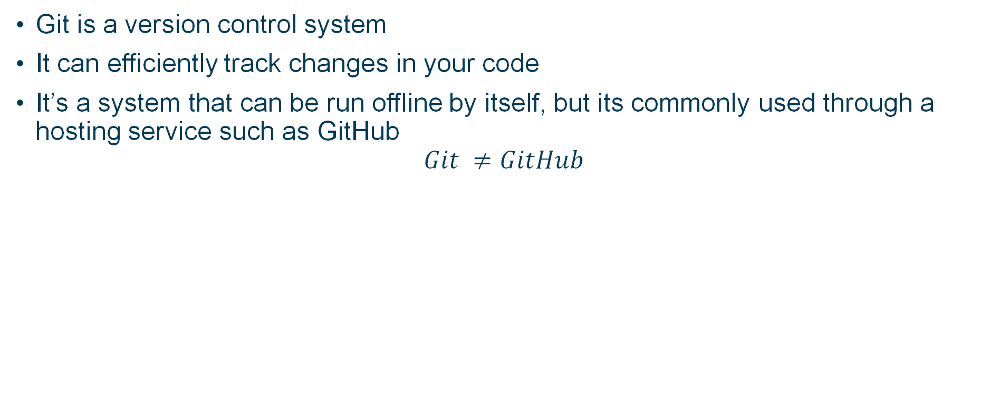 • Git is a version control system
• It can efficiently track changes in your code
• It’s a system that can be run offline by itself, but its commonly used through a
hosting service such as GitHub
Git ≠ GitHub